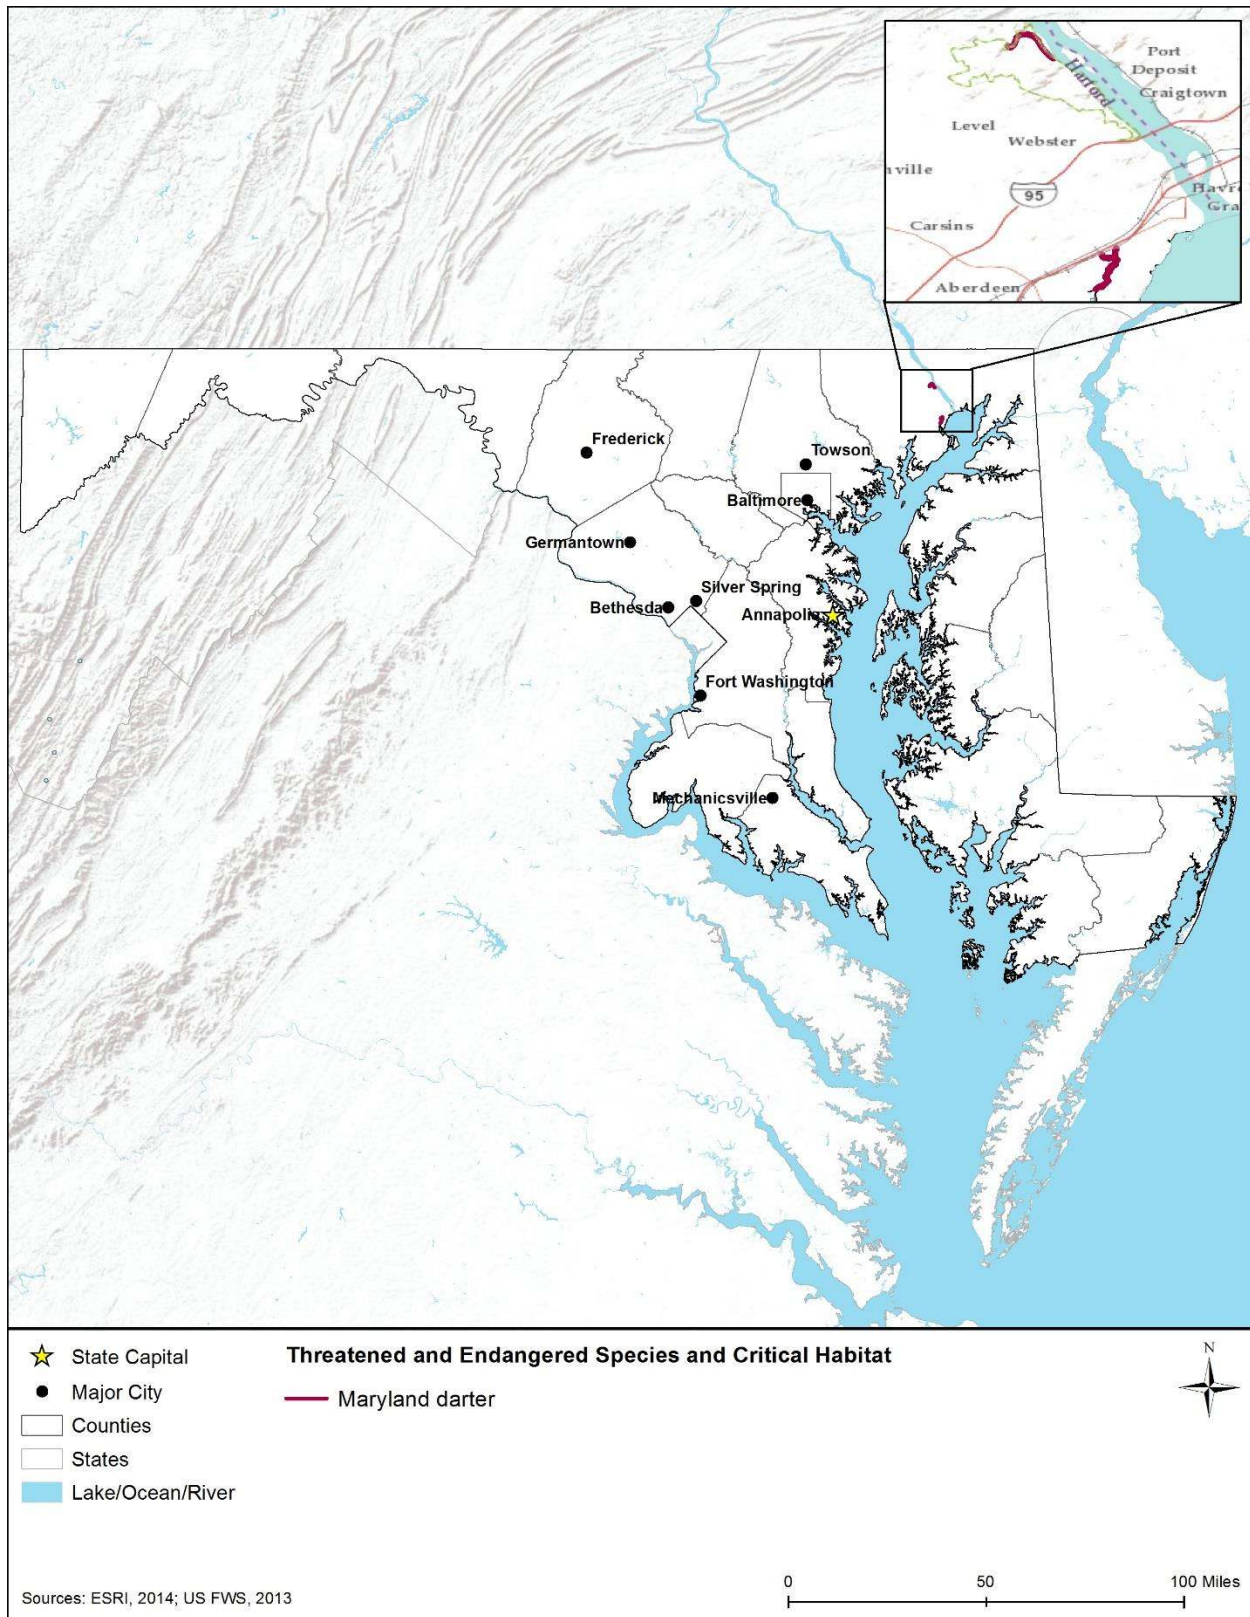 Port
Deposit
Craigtown
Harford
Level
Webster
ville
95
Havre
Gra
Carsins
Aberdeen
Frederick
Towson
Baltimore
Germantown
Silver Spring
Bethesda
Annapolis
Fort Washington
Mechanicsville
State Capital
Threatened and Endangered Species and Critical Habitat
N
Major City
Maryland darter
Counties
States
Lake/Ocean/River
0 50 100 Miles
Sources: ESRI, 2014; US FWS, 2013